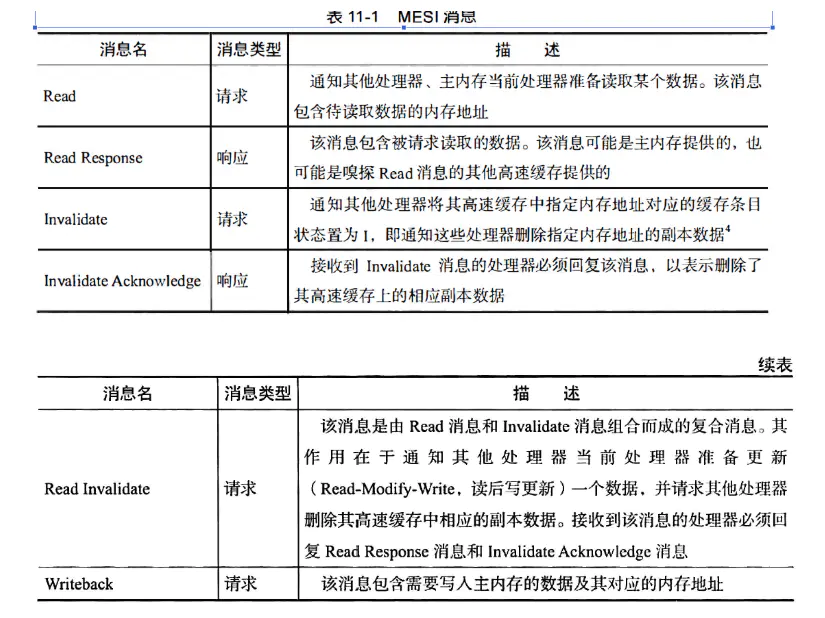 表 11-1 MESI 消息
消息名 消息类型 描 述
Read 请求 通知其他处理器、主内存当前处理器准备读取某个数据。该消息
包含待读取数据的内存地址
Read Response 响应 该消息包含被请求读取的数据。该消息可能是主内存提供的，也
可能是嗅探 Read 消息的其他高速缓存提供的
Invalidate 请求 通知其他处理器将其高速缓存中指定内存地址对应的缓存条目
状态置为 I，即通知这些处理器删除指定内存地址的副本数据4
Invalidate Acknowledge 响应 接收到 Invalidate 消息的处理器必须回复该消息，以表示删除了
其高速缓存上的相应副本数据
续表
消息名 消息类型 描 述
该消息是由 Read 消息和 Invalidate 消息组合而成的复合消息。其
作用在于通知其他处理器当前处理器准备更新
Read Invalidate 请求 （Read-Modify-Write，读后写更新）一个数据，并请求其他处理器
删除其高速缓存中相应的副本数据。接收到该消息的处理器必须回
复 Read Response 消息和 Invalidate Acknowledge 消息
Writeback 请求 该消息包含需要写入主内存的数据及其对应的内存地址